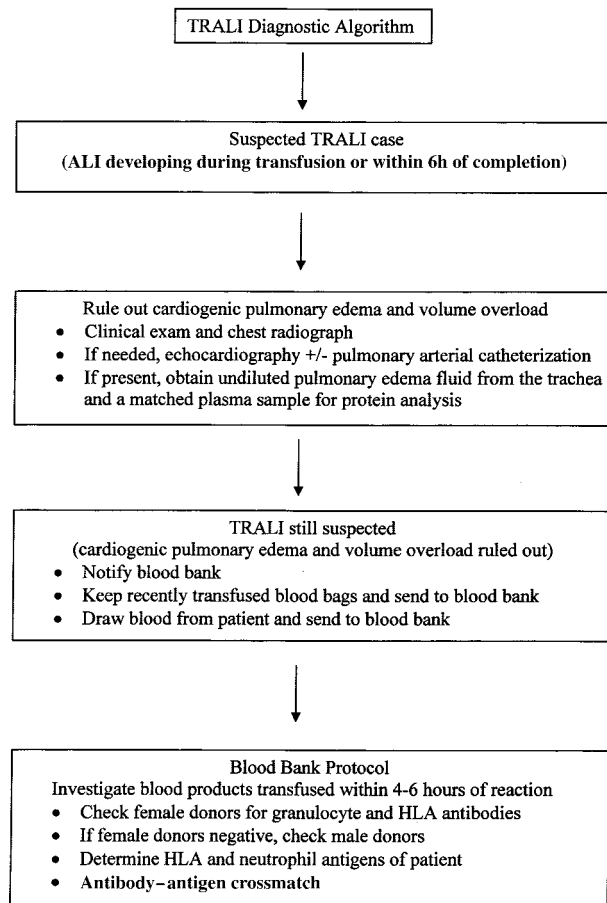 TRALI Diagnostic Algorithm
Suspected TRALI case
(ALI developing during transfusion or within 6h of completion)
Rule out cardiogenic pulmonary edema and volume overload
• Clinical exam and chest radiograph
• If needed, echocardiography +/- pulmonary arterial catheterization
• If present, obtain undiluted pulmonary edema fluid from the trachea
and a matched plasma sample for protein analysis
TRALI still suspected
(cardiogenic pulmonary edema and volume overload ruled out)
• Notify blood bank
• Keep recently transfused blood bags and send to blood bank
• Draw blood from patient and send to blood bank
Blood Bank Protocol
Investigate blood products transfused within 4-6 hours of reaction
• Check female donors for granulocyte and HLA antibodies
• If female donors negative, check male donors
• Determine HLA and neutrophil antigens of patient
• Antibody–antigen crossmatch